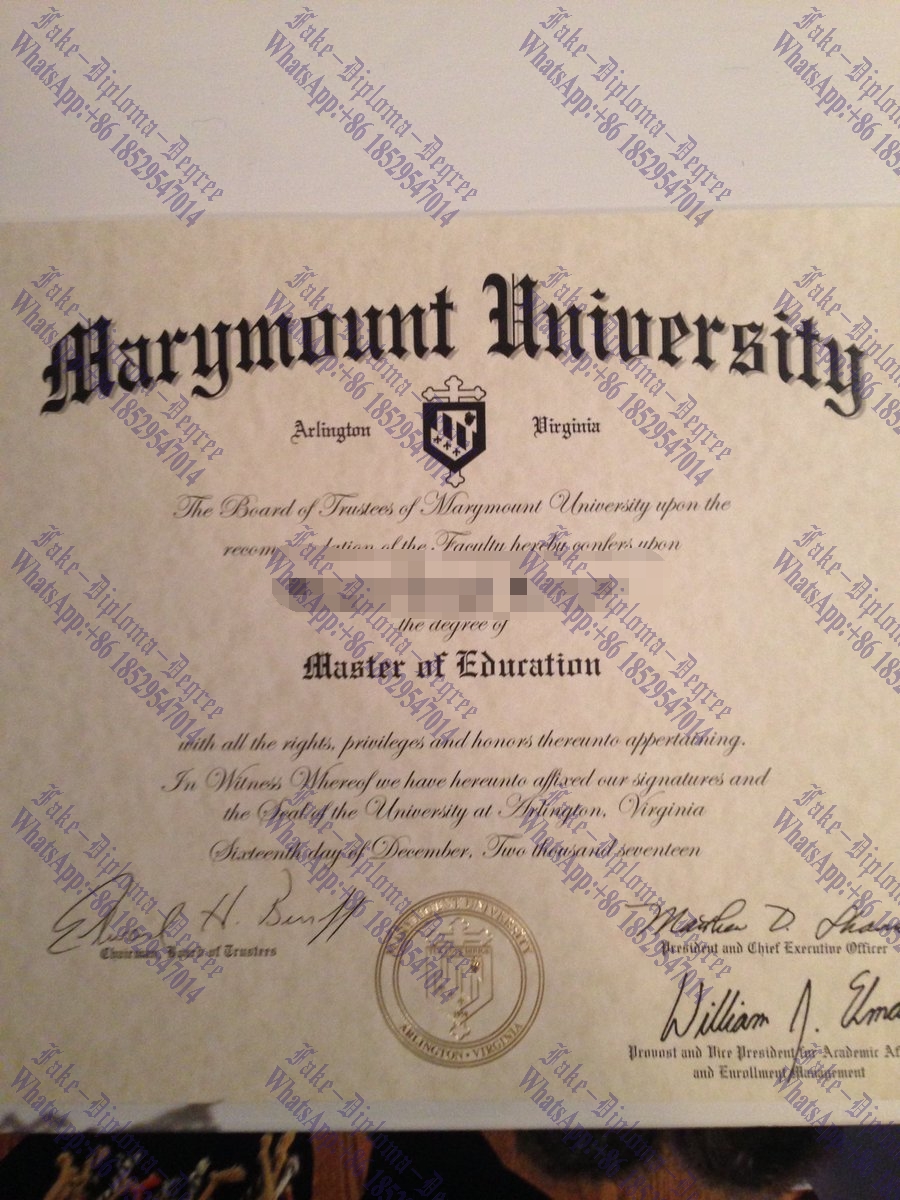 Fake-Diploma-Degree
WhatsApp:+86 18529547014
Marymount University
Arlington Virginia
The Board of Trustees of Marymount University upon the
of the Faculty hereby confers upon
the degree of
Master of Education
with all the rights, privileges and honors thereunto appertaining.
In Witness Whereof we have hereunto affixed our signatures and
the Seal of the University at Arlington, Virginia
Sixteenth day of December, Two thousand seventeen
Edward H.
Chairman, Board of Trustees
D.
President and Chief Executive Officer
William J.
Provost and Vice President for Academic
and Enrollment Management
MARYMOUNT UNIVERSITY
ARLINGTON • VIRGINIA